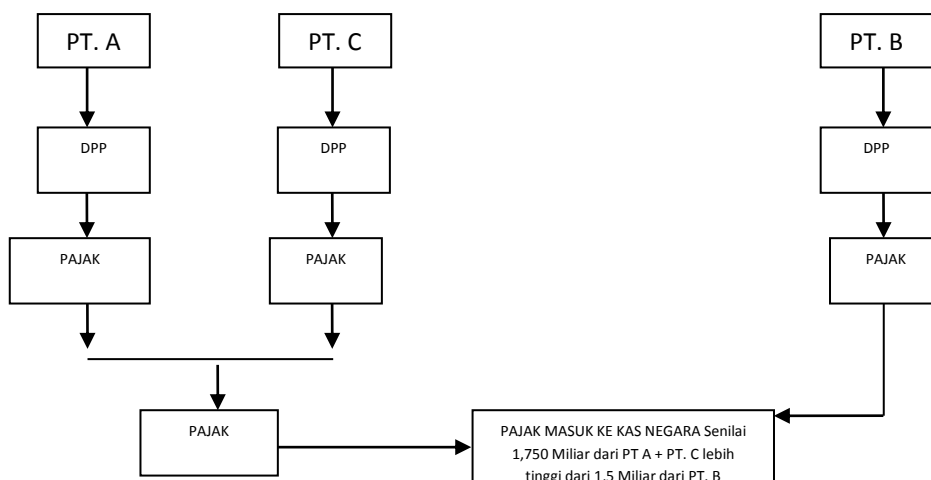 PT. A
PT. C
PT. B
DPP
DPP
DPP
PAJAK
PAJAK
PAJAK
PAJAK
PAJAK MASUK KE KAS NEGARA Senilai
1,750 Miliar dari PT A + PT. C lebih
tinggi dari 1,5 Miliar dari PT. B